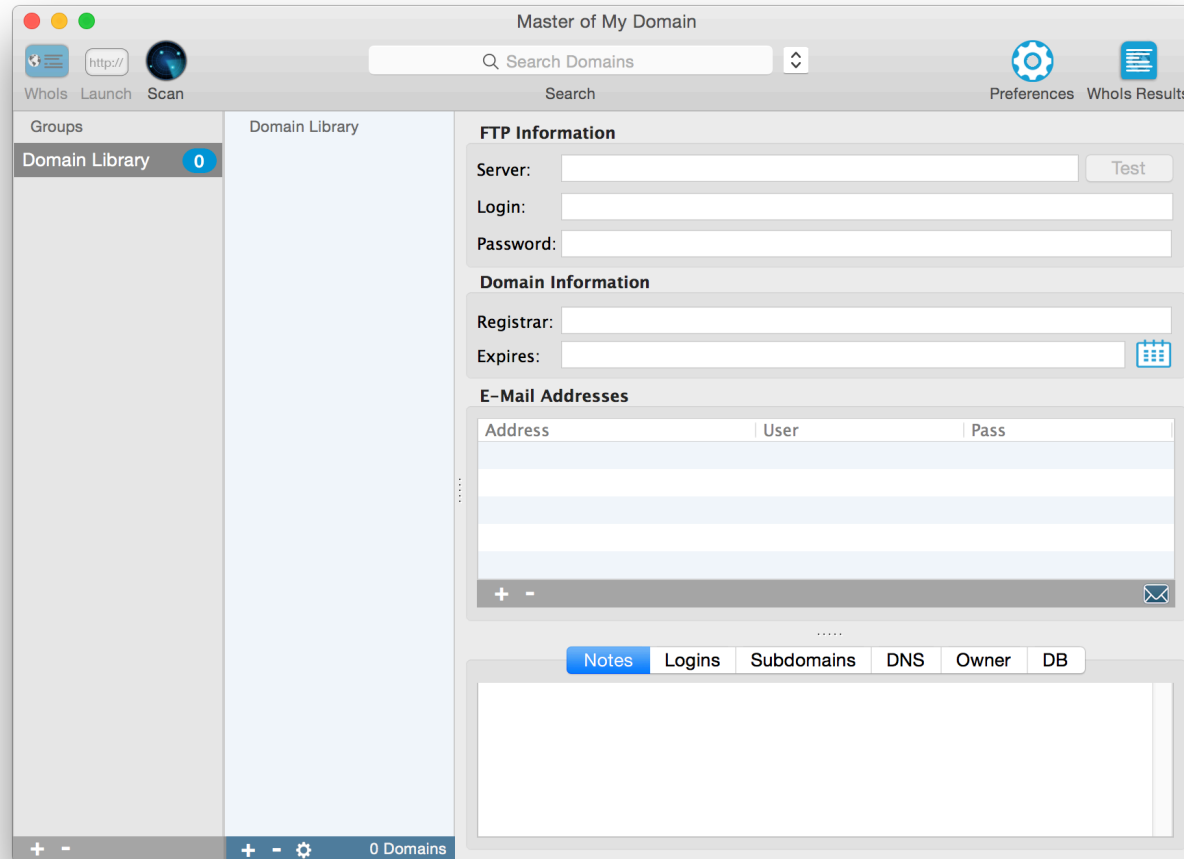 Master of My Domain
http://
Search Domains
WhoIs Launch Scan
Search
Preferences WhoIs Results
Groups
Domain Library 0
Domain Library
FTP Information
Server:
Test
Login:
Password:
Domain Information
Registrar:
Expires:
E-Mail Addresses
Address User Pass
+ -
Notes Logins Subdomains DNS Owner DB
+ -
+ - 0 Domains